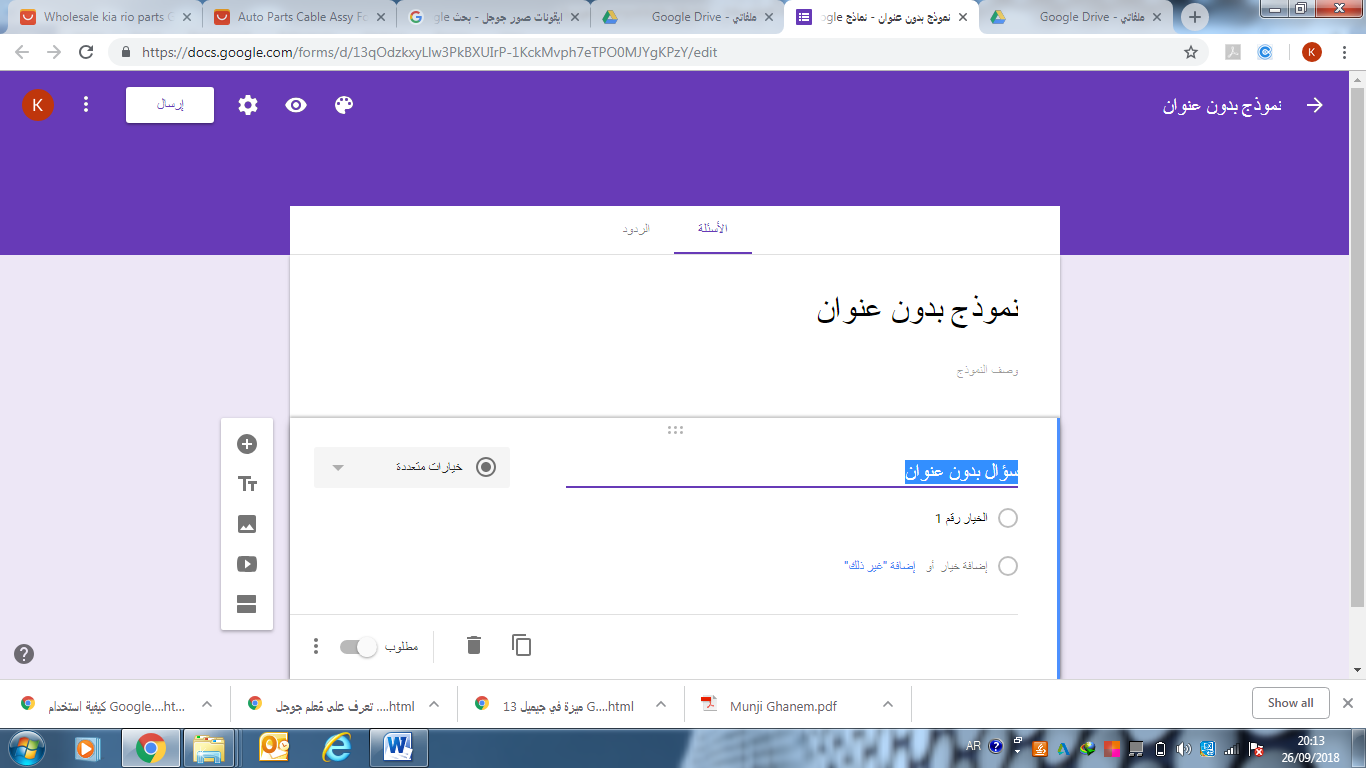 Wholesale kia rio parts G
Auto Parts Cable Assy Fo
ايقونات صور جوجل - بحث gle
ملفاتي - Google Drive
نموذج بدون عنوان - نماذج ogle
ملفاتي - Google Drive
https://docs.google.com/forms/d/13qOdzkxyLlw3PkBXUIrP-1KckMvph7eTPO0MJYgKPzY/edit
K
نموذج بدون عنوان
إرسال
K
الأسئلة
الردود
نموذج بدون عنوان
وصف النموذج
سؤال بدون عنوان
خيارات متعددة
الخيار رقم 1
إضافة خيار أو إضافة "غير ذلك"
مطلوب
كيفية استخدام Google....ht...
تعرف على مُعلم جوجل ....html
13 ميزة في جيميل G....html
Munji Ghanem.pdf
Show all
AR
20:13
26/09/2018